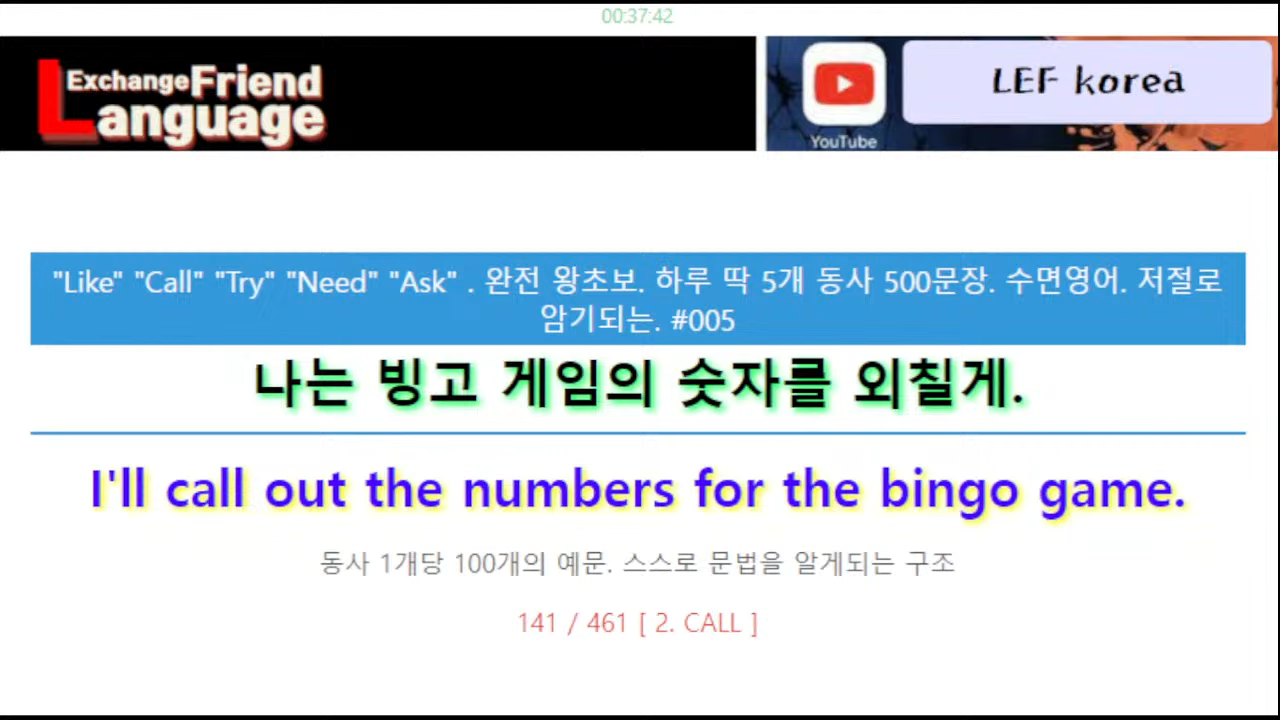 00:37:42
ExchangeFriend
Language
LEF korea
YouTube
"Like" "Call" "Try" "Need" "Ask" . 완전 왕초보. 하루 딱 5개 동사 500문장. 수면영어. 저절로
암기되는. #005
나는 빙고 게임의 숫자를 외칠게.
I'll call out the numbers for the bingo game.
동사 1개당 100개의 예문. 스스로 문법을 알게되는 구조
141 / 461 [ 2. CALL ]